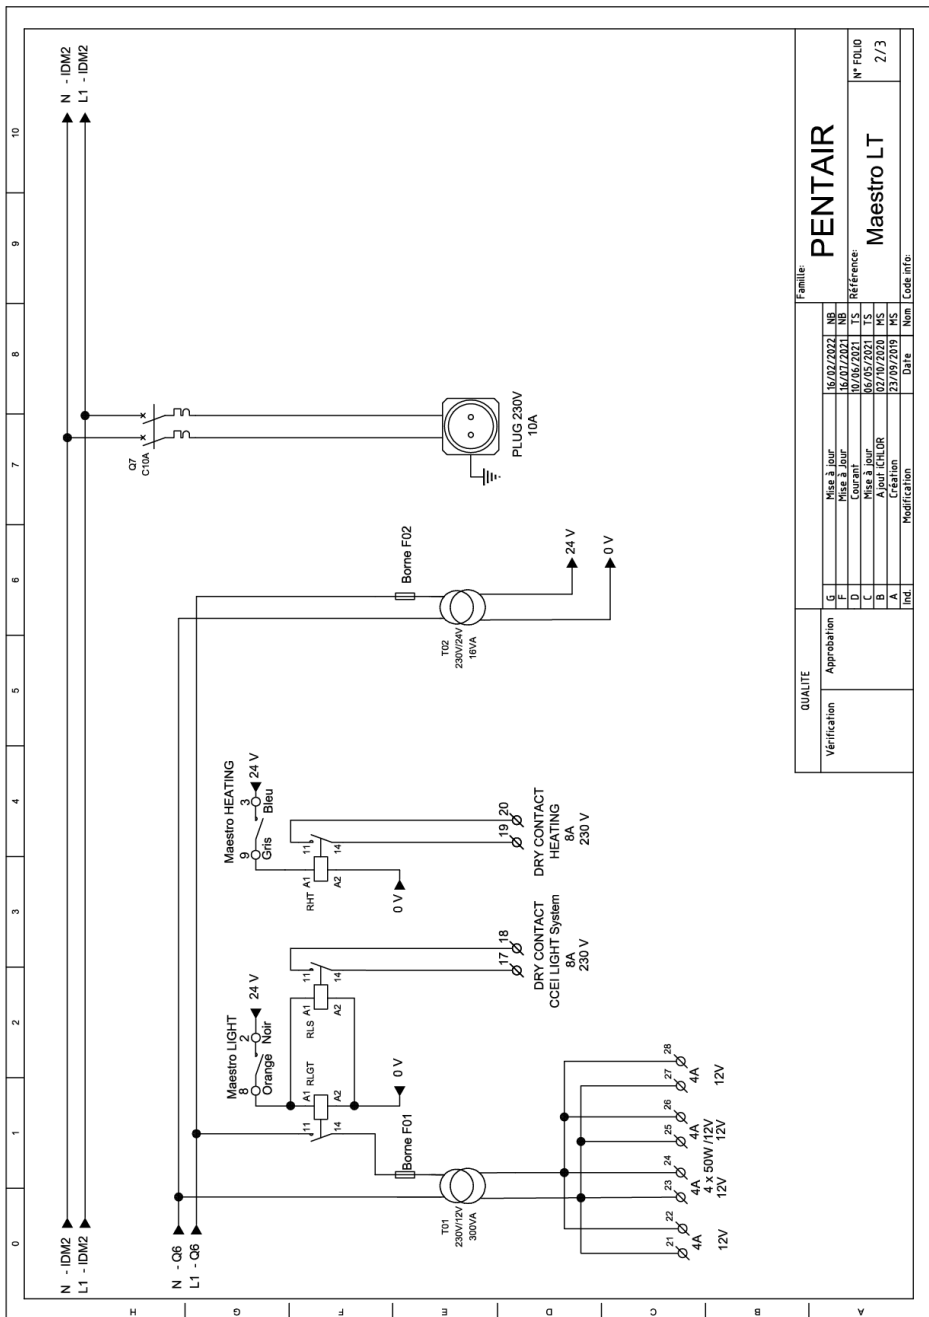 0
1
2
3
4
5
6
7
8
9
10
H
G
F
E
D
C
B
A
N - IDM2
L1 - IDM2
N - IDM2
L1 - IDM2
N - Q6
L1 - Q6
Maestro LIGHT
8
2
24 V
Orange
Noir
RLGT
A1
A2
11
14
0 V
RLS
A1
A2
11
14
17
18
DRY CONTACT
CCEI LIGHT System
8A
230 V
Borne F01
T01
230V/12V
300VA
21
22
23
24
25
26
27
28
4A
4A
4A
4A
4 x 50W /12V
12V
12V
12V
12V
Maestro HEATING
9
3
24 V
Gris
Bleu
RHT
A1
A2
11
14
0 V
19
20
DRY CONTACT
HEATING
8A
230 V
Borne F02
T02
230V/24V
16VA
24 V
0 V
Q7
C10A
PLUG 230V
10A
QUALITE
Vérification
Approbation
G Mise à jour 16/02/2022 NB
F Mise à Jour 16/07/2021 NB
D Courant 10/06/2021 TS
C Mise à jour 06/05/2021 TS
B Ajout iCHLOR 02/10/2020 MS
A Création 23/09/2019 MS
Ind. Modification Date Nom
Famille:
PENTAIR
Référence:
Maestro LT
N° FOLIO
2/3
Code info: